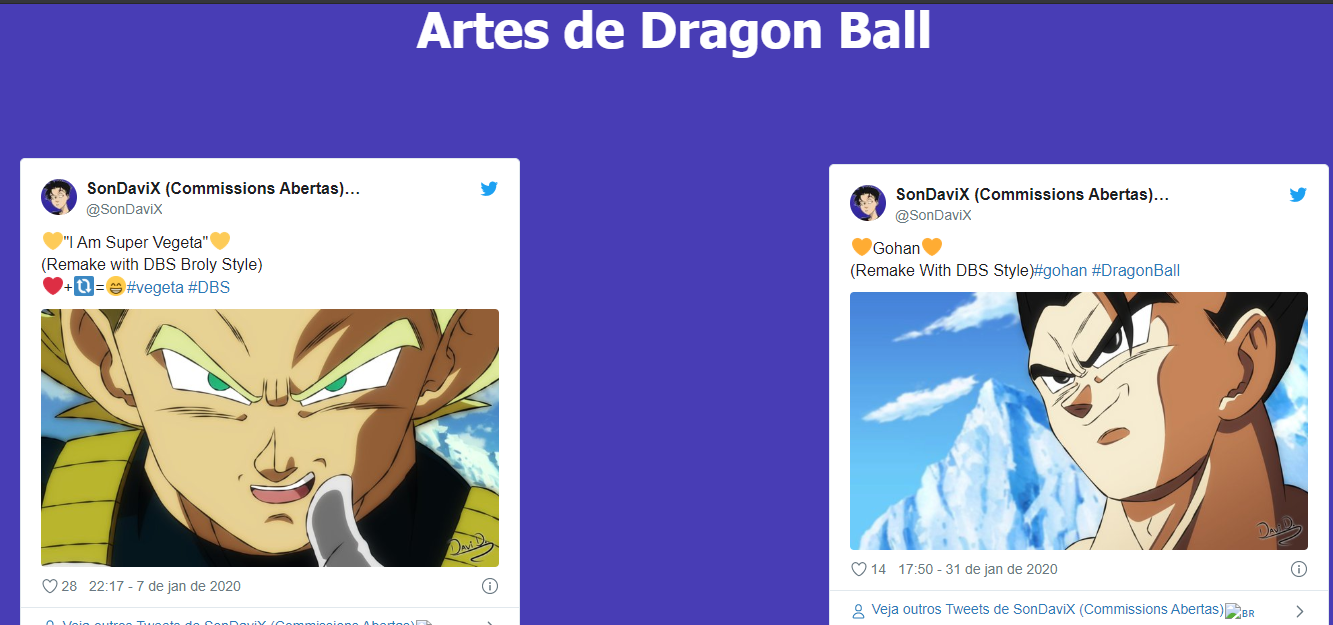 Artes de Dragon Ball
SonDaviX (Commissions Abertas)…
@SonDaviX
💛"I Am Super Vegeta"💛
(Remake with DBS Broly Style)
❤️+🔃=😁#vegeta #DBS
DaviD
28 22:17 - 7 de jan de 2020
Veja outros Tweets de SonDaviX (Commissions Abertas)
SonDaviX (Commissions Abertas)…
@SonDaviX
🧡Gohan🧡
(Remake With DBS Style)#gohan #DragonBall
DaviD
14 17:50 - 31 de jan de 2020
Veja outros Tweets de SonDaviX (Commissions Abertas) BR